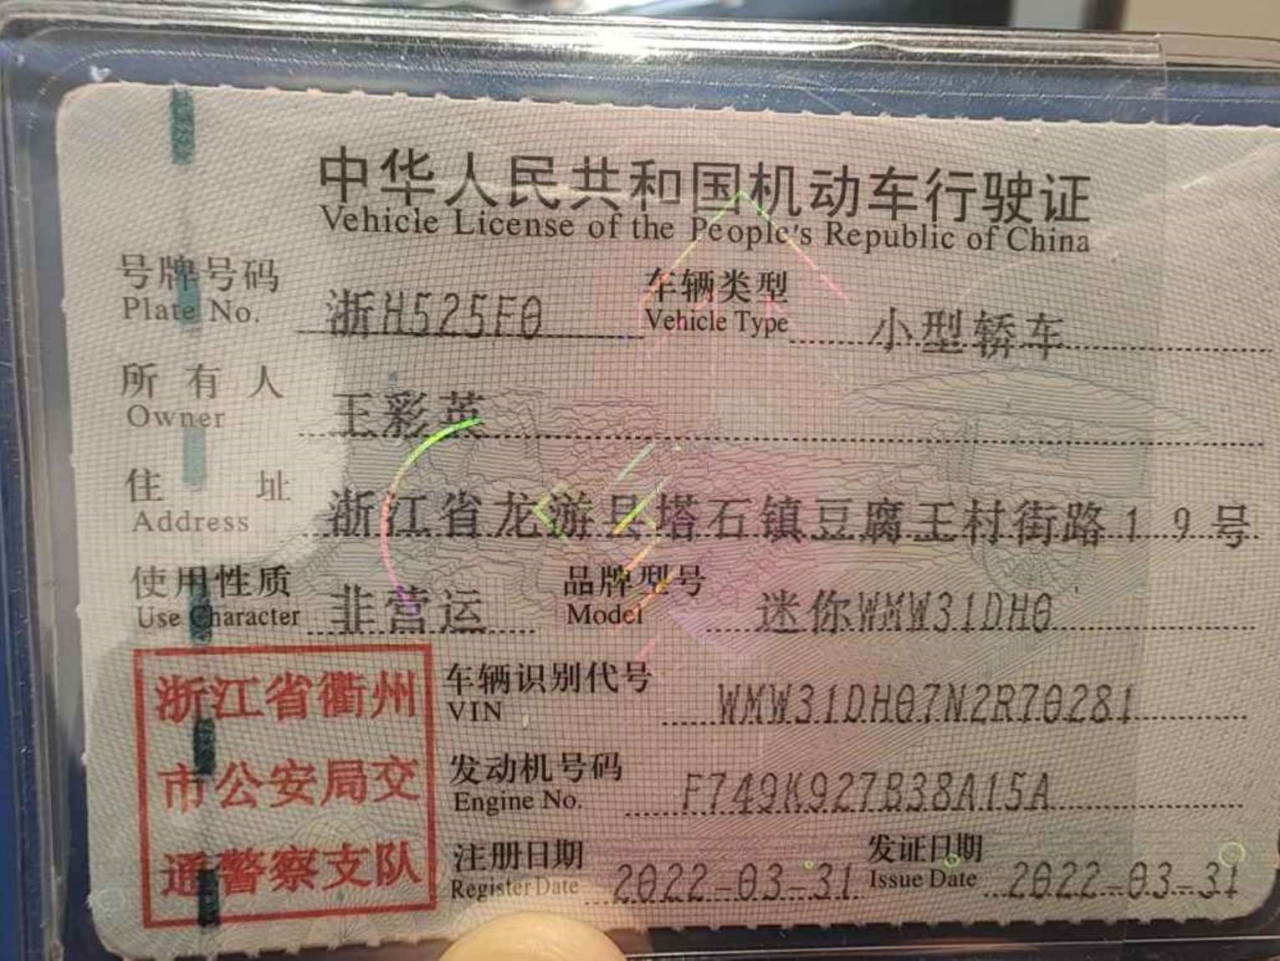 中华人民共和国机动车行驶证
Vehicle License of the People's Republic of China
号牌号码 浙H525F0 车辆类型 小型轿车
Plate No. Vehicle Type
所有人 王彩英
Owner
住址 浙江省龙游县塔石镇豆腐王村街路19号
Address
使用性质 非营运 品牌型号 迷你WMW31DH0
Use Character Model
浙江省衢州
市公安局交
通警察支队
车辆识别代号 WMW31DH07N2R70281
VIN
发动机号码 F749K927B38A15A
Engine No.
注册日期 2022-03-31 发证日期 2022-03-31
Register Date Issue Date